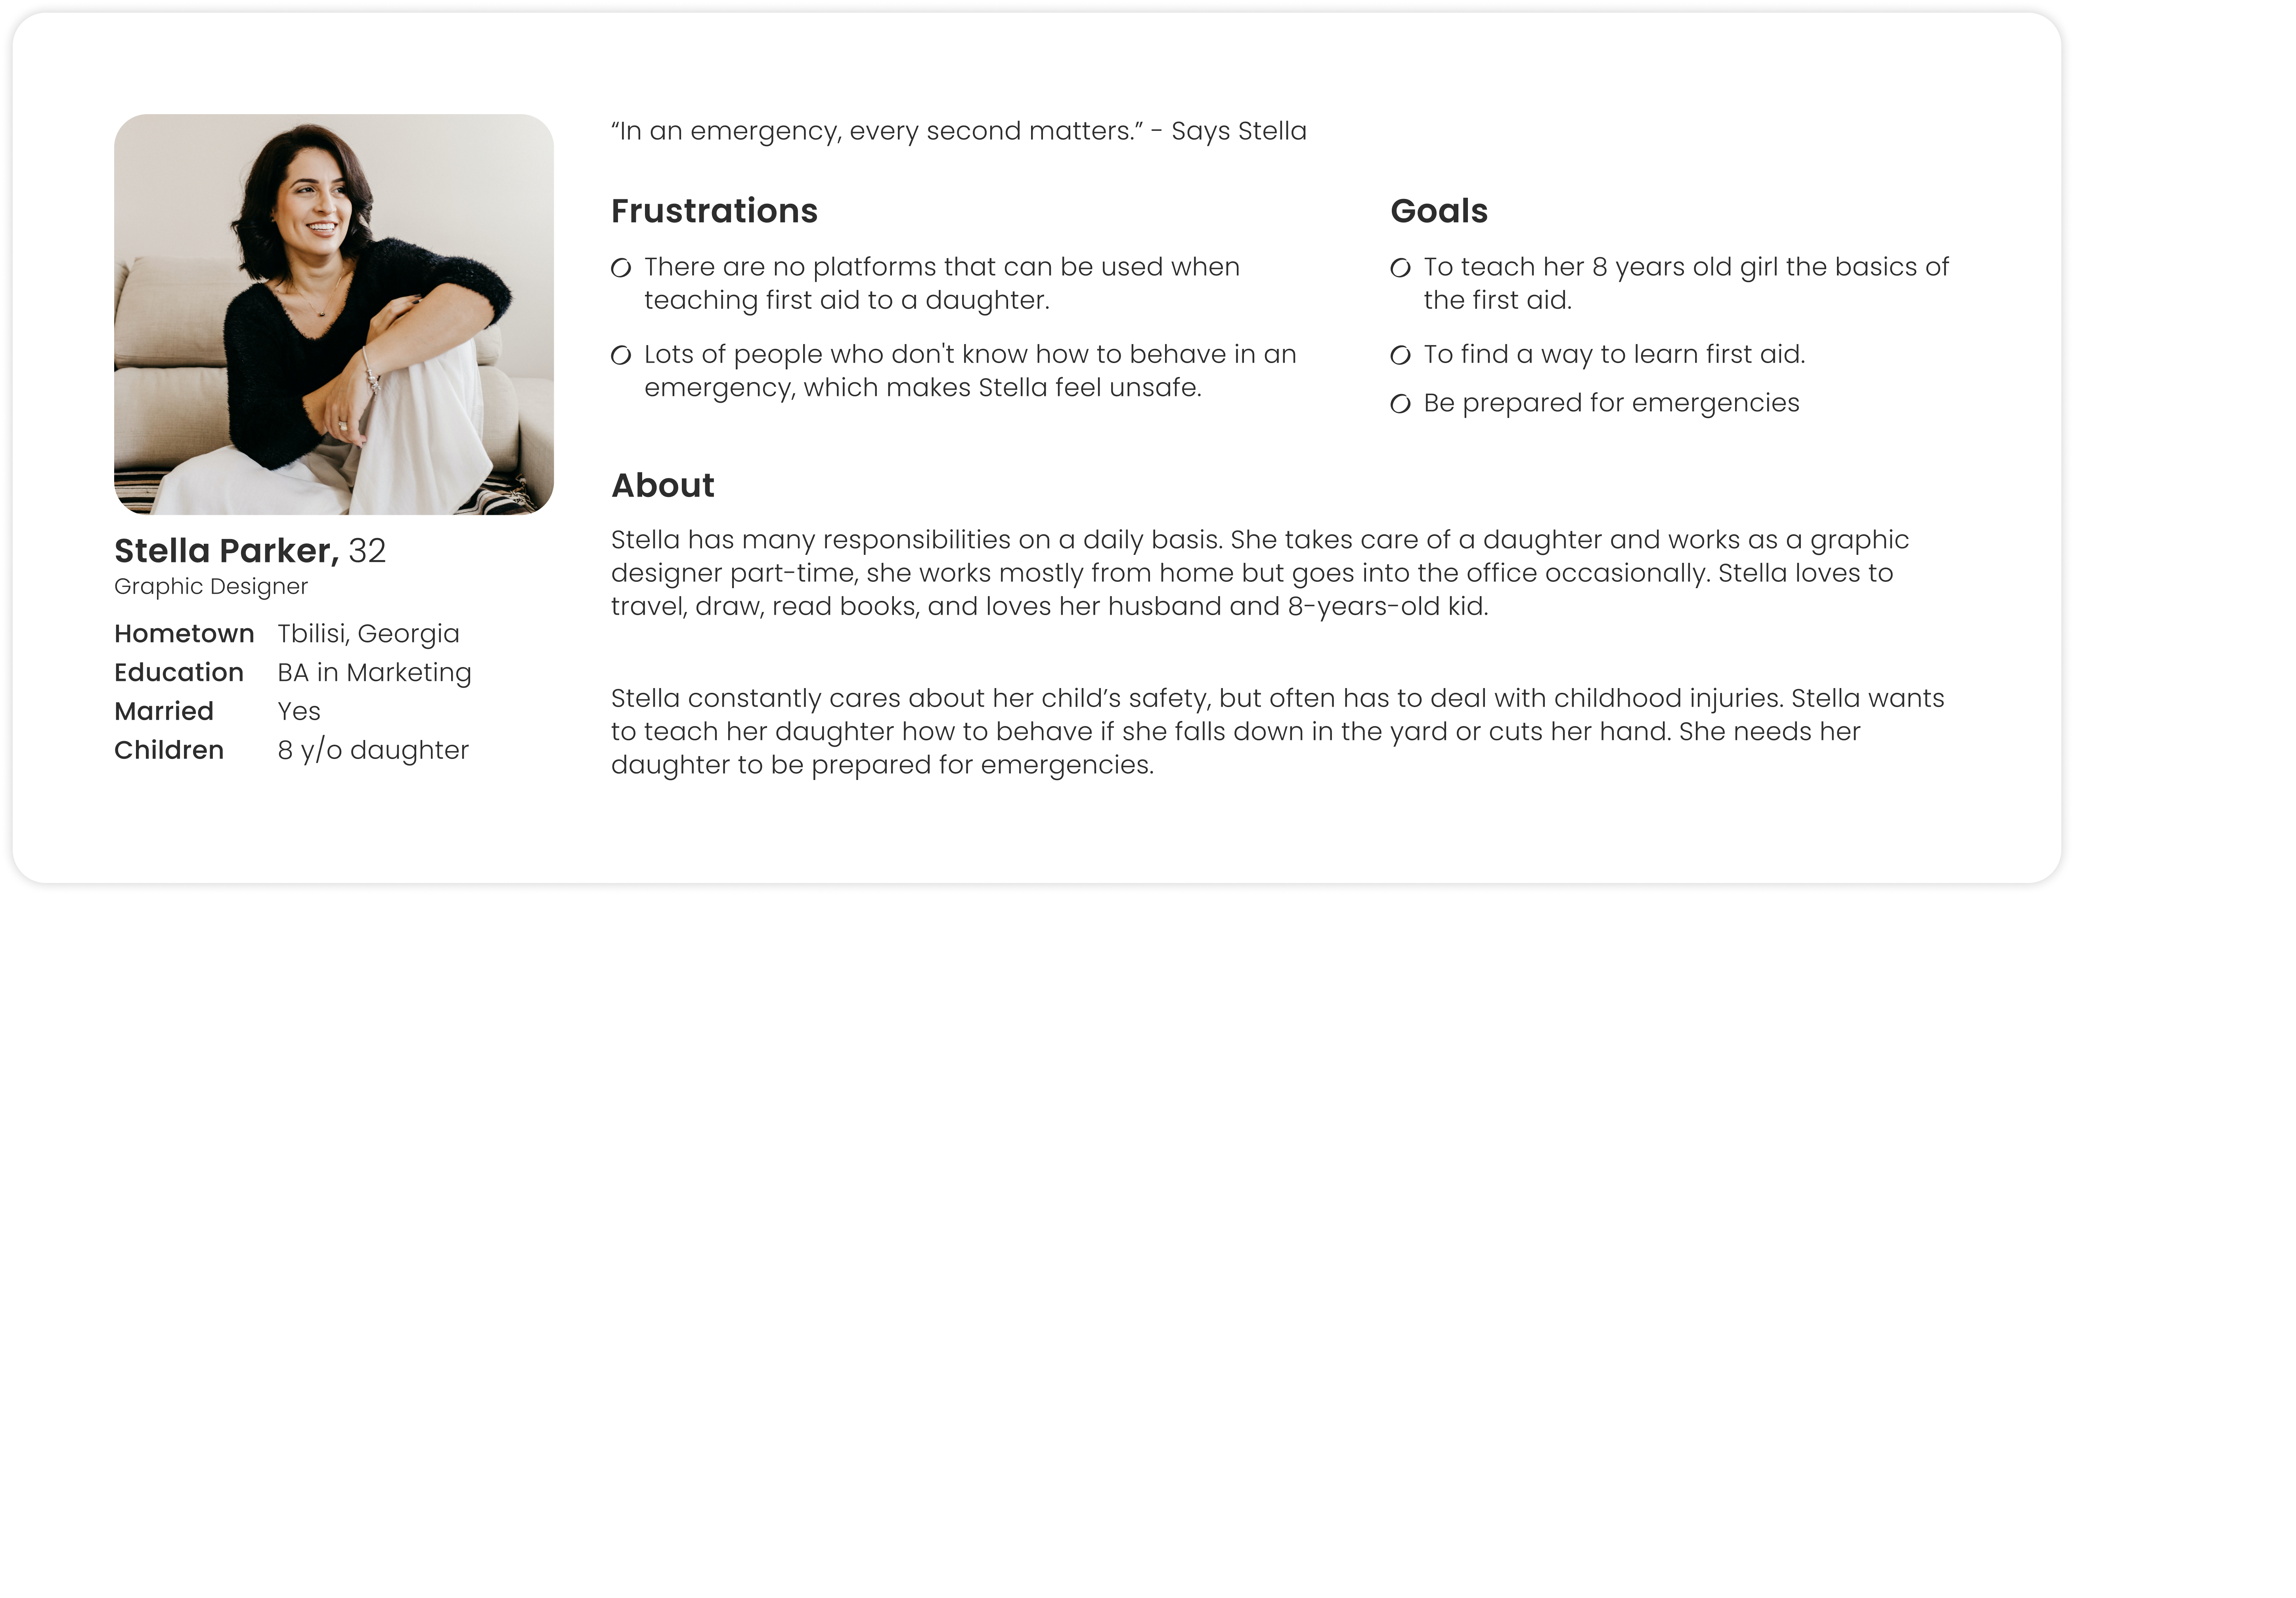 “In an emergency, every second matters.” - Says Stella
Frustrations
There are no platforms that can be used when
teaching first aid to a daughter.
Lots of people who don't know how to behave in an
emergency, which makes Stella feel unsafe.
Goals
To teach her 8 years old girl the basics of
the first aid.
To find a way to learn first aid.
Be prepared for emergencies
Stella Parker, 32
Graphic Designer
Hometown Tbilisi, Georgia
Education BA in Marketing
Married Yes
Children 8 y/o daughter
About
Stella has many responsibilities on a daily basis. She takes care of a daughter and works as a graphic
designer part-time, she works mostly from home but goes into the office occasionally. Stella loves to
travel, draw, read books, and loves her husband and 8-years-old kid.
Stella constantly cares about her child’s safety, but often has to deal with childhood injuries. Stella wants
to teach her daughter how to behave if she falls down in the yard or cuts her hand. She needs her
daughter to be prepared for emergencies.